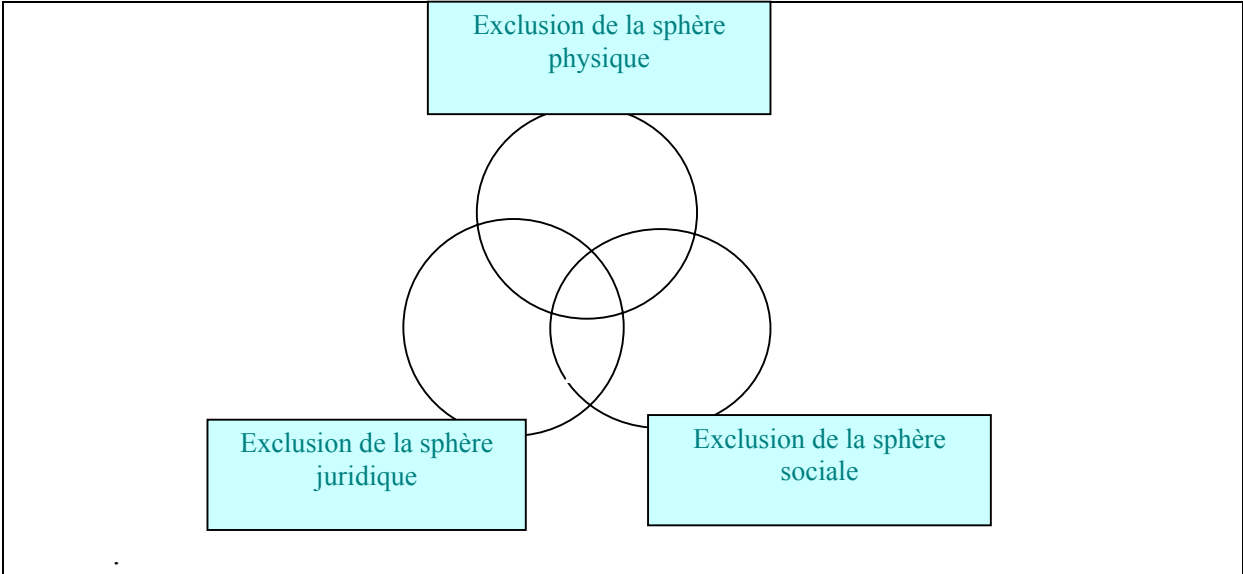 Exclusion de la sphère
physique
Exclusion de la sphère
juridique
Exclusion de la sphère
sociale
.